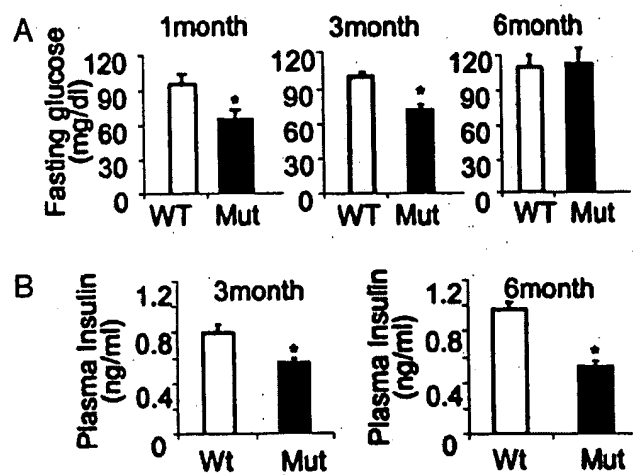 A
1month
3month
6month
Fasting glucose
(mg/dl)
120
90
60
30
0
WT Mut
120
90
60
30
0
WT Mut
120
90
60
30
0
WT Mut
*
*
B
3month
6month
Plasma Insulin
(ng/ml)
1.2
0.8
0.4
0
Wt Mut
*
Plasma Insulin
(ng/ml)
1.2
0.8
0.4
0
Wt Mut
*